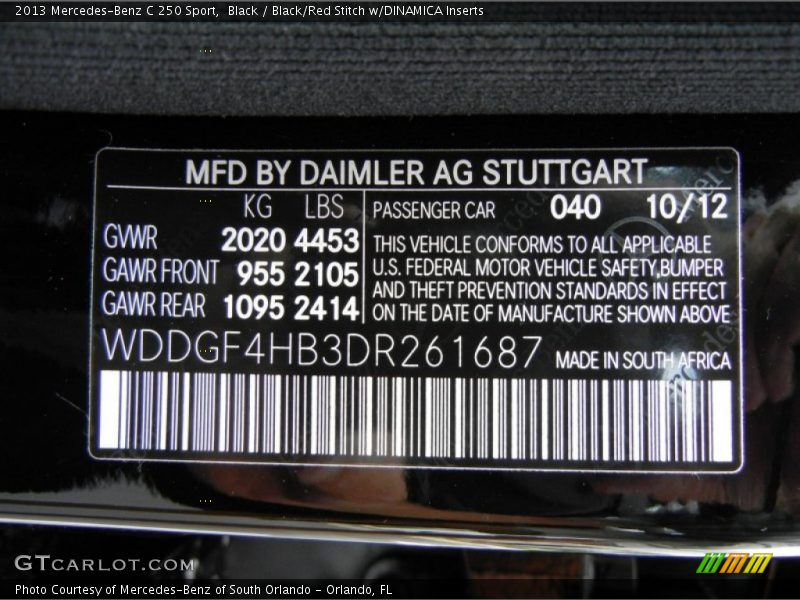 2013 Mercedes-Benz C 250 Sport,  Black / Black/Red Stitch w/DINAMICA Inserts
MFD BY DAIMLER AG STUTTGART
KG LBS
GWR 2020 4453
GAWR FRONT 955 2105
GAWR REAR 1095 2414
PASSENGER CAR 040 10/12
THIS VEHICLE CONFORMS TO ALL APPLICABLE
U.S. FEDERAL MOTOR VEHICLE SAFETY,BUMPER
AND THEFT PREVENTION STANDARDS IN EFFECT
ON THE DATE OF MANUFACTURE SHOWN ABOVE
WDDGF4HB3DR261687 MADE IN SOUTH AFRICA
GTCARLOT.COM
Photo Courtesy of Mercedes-Benz of South Orlando - Orlando, FL